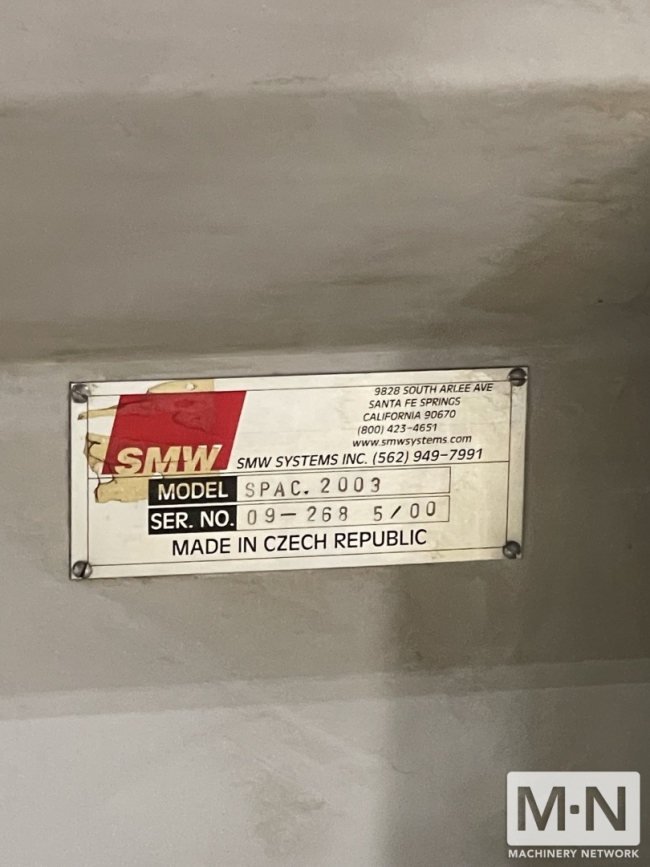 9828 SOUTH ARLEE AVE
SANTA FE SPRINGS
CALIFORNIA 90670
(800) 423-4651
www.smwsystems.com
SMW SMW SYSTEMS INC. (562) 949-7991
MODEL SPAC. 2003
SER. NO. 09-268 5/00
MADE IN CZECH REPUBLIC
M·N
MACHINERY NETWORK